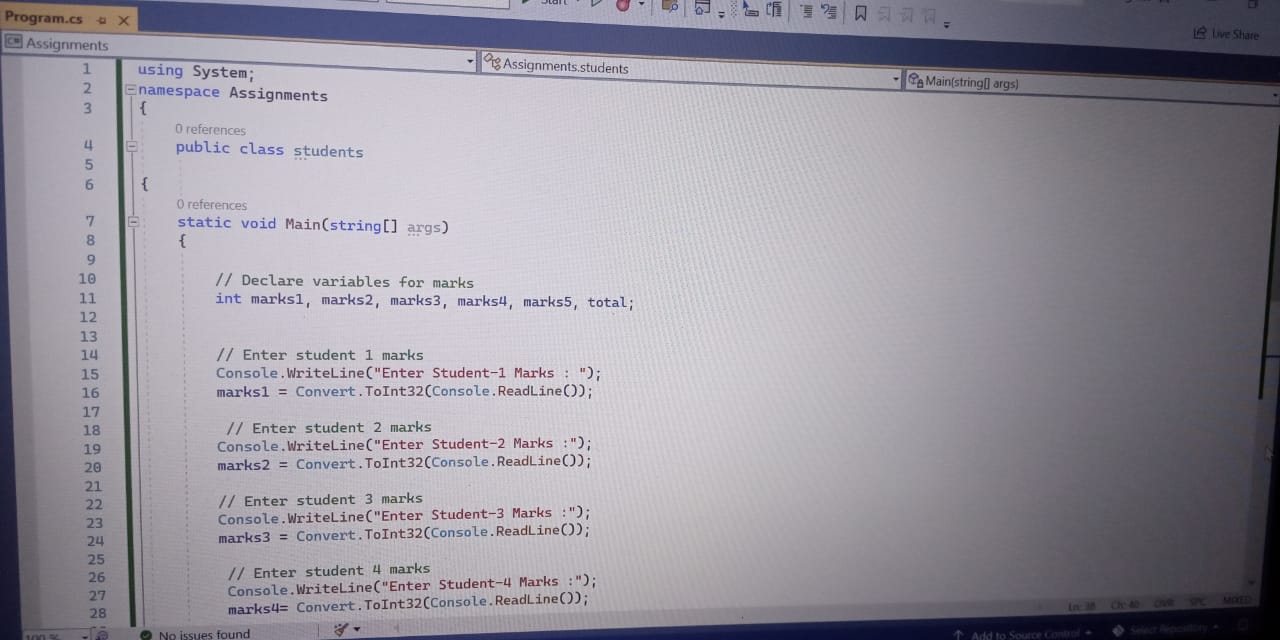 Start
Program.cs
Live Share
Assignments
Assignments.students
Main(string[] args)
1 using System;
2 namespace Assignments
3 {
0 references
4 public class students
5
6 {
0 references
7 static void Main(string[] args)
8 {
9
10 // Declare variables for marks
11 int marks1, marks2, marks3, marks4, marks5, total;
12
13
14 // Enter student 1 marks
15 Console.WriteLine("Enter Student-1 Marks : ");
16 marks1 = Convert.ToInt32(Console.ReadLine());
17
18 // Enter student 2 marks
19 Console.WriteLine("Enter Student-2 Marks :");
20 marks2 = Convert.ToInt32(Console.ReadLine());
21
22 // Enter student 3 marks
23 Console.WriteLine("Enter Student-3 Marks :");
24 marks3 = Convert.ToInt32(Console.ReadLine());
25
26 // Enter student 4 marks
27 Console.WriteLine("Enter Student-4 Marks :");
28 marks4= Convert.ToInt32(Console.ReadLine());
Ln: 38 Ch: 40 OVR SPC MIXED
100 % No issues found
Add to Source Control Select Repository